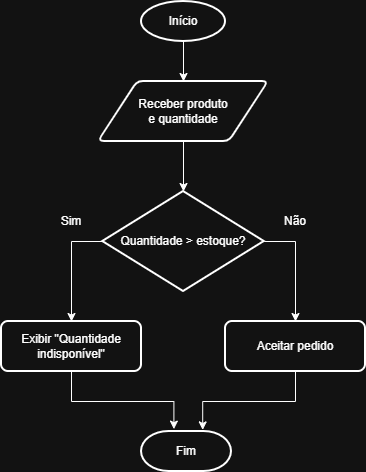 Início
Receber produto
e quantidade
Sim
Não
Quantidade > estoque?
Exibir "Quantidade
indisponível"
Aceitar pedido
Fim